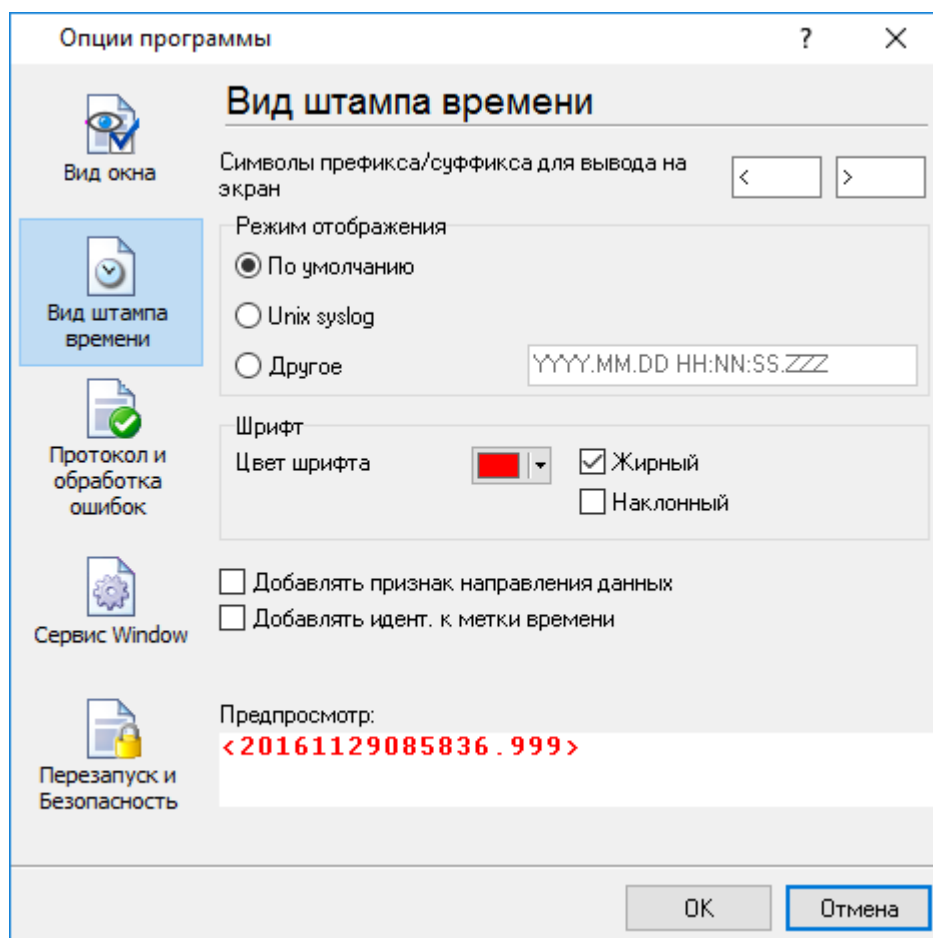 Опции программы
?
Вид окна
Вид штампа
времени
Протокол и
обработка
ошибок
Сервис Window
Перезапуск и
Безопасность
Вид штампа времени
Символы префикса/суффикса для вывода на
экран
<
>
Режим отображения
По умолчанию
Unix syslog
Другое
YYYY.MM.DD HH:NN:SS.ZZZ
Шрифт
Цвет шрифта
Жирный
Наклонный
Добавлять признак направления данных
Добавлять идент. к метки времени
Предпросмотр:
<20161129085836.999>
OK
Отмена